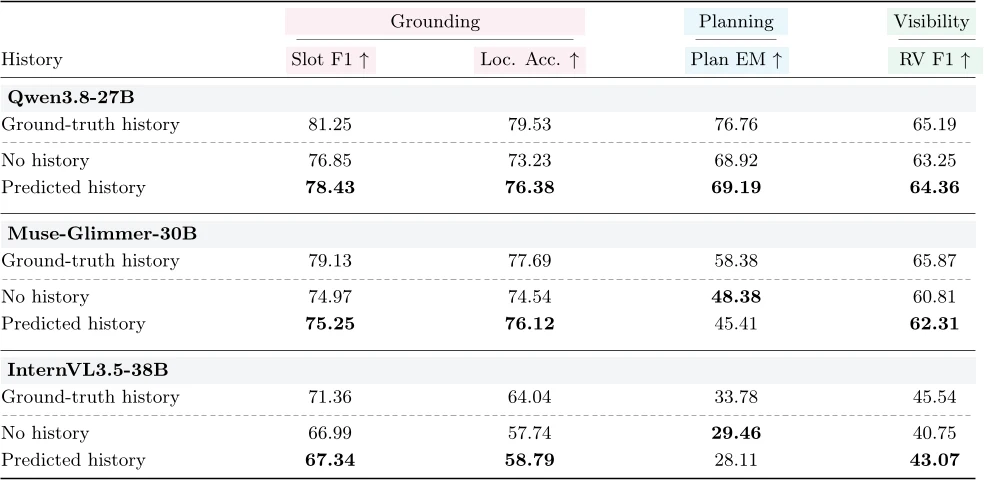 Grounding Planning Visibility
History Slot F1 ↑ Loc. Acc. ↑ Plan EM ↑ RV F1 ↑
Qwen3.8-27B
Ground-truth history 81.25 79.53 76.76 65.19
No history 76.85 73.23 68.92 63.25
Predicted history 78.43 76.38 69.19 64.36
Muse-Glimmer-30B
Ground-truth history 79.13 77.69 58.38 65.87
No history 74.97 74.54 48.38 60.81
Predicted history 75.25 76.12 45.41 62.31
InternVL3.5-38B
Ground-truth history 71.36 64.04 33.78 45.54
No history 66.99 57.74 29.46 40.75
Predicted history 67.34 58.79 28.11 43.07